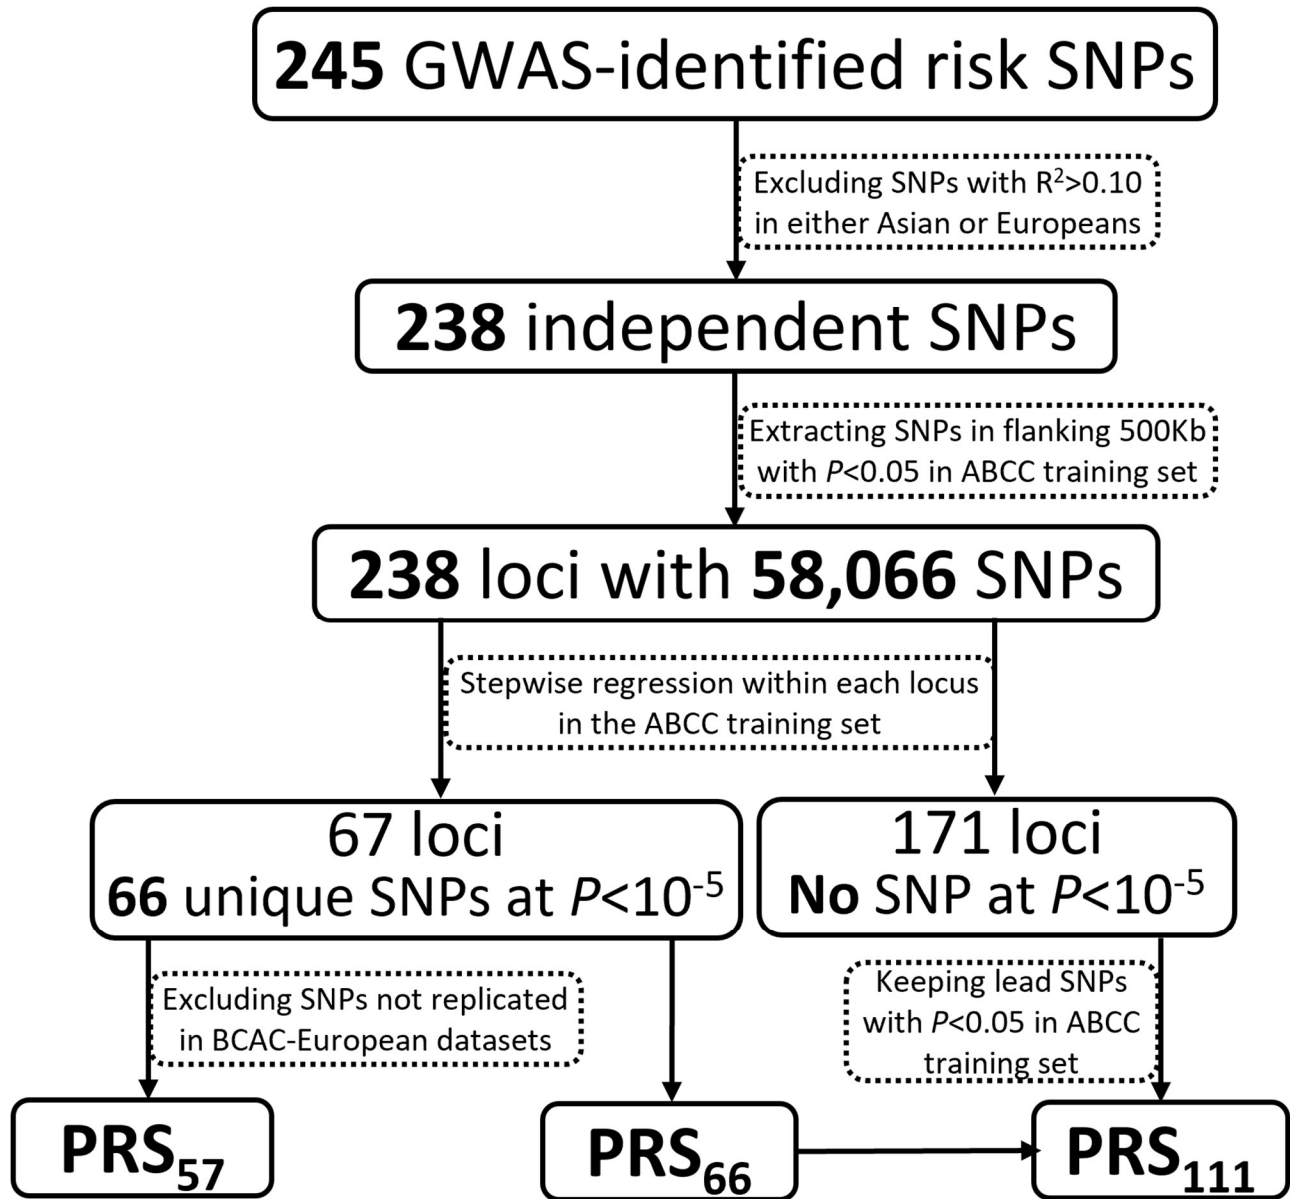 245 GWAS-identified risk SNPs
Excluding SNPs with R²>0.10
in either Asian or Europeans
238 independent SNPs
Extracting SNPs in flanking 500Kb
with P<0.05 in ABCC training set
238 loci with 58,066 SNPs
Stepwise regression within each locus
in the ABCC training set
67 loci
66 unique SNPs at P<10⁻⁵
171 loci
No SNP at P<10⁻⁵
Excluding SNPs not replicated
in BCAC-European datasets
Keeping lead SNPs
with P<0.05 in ABCC
training set
PRS₅₇
PRS₆₆
PRS₁₁₁